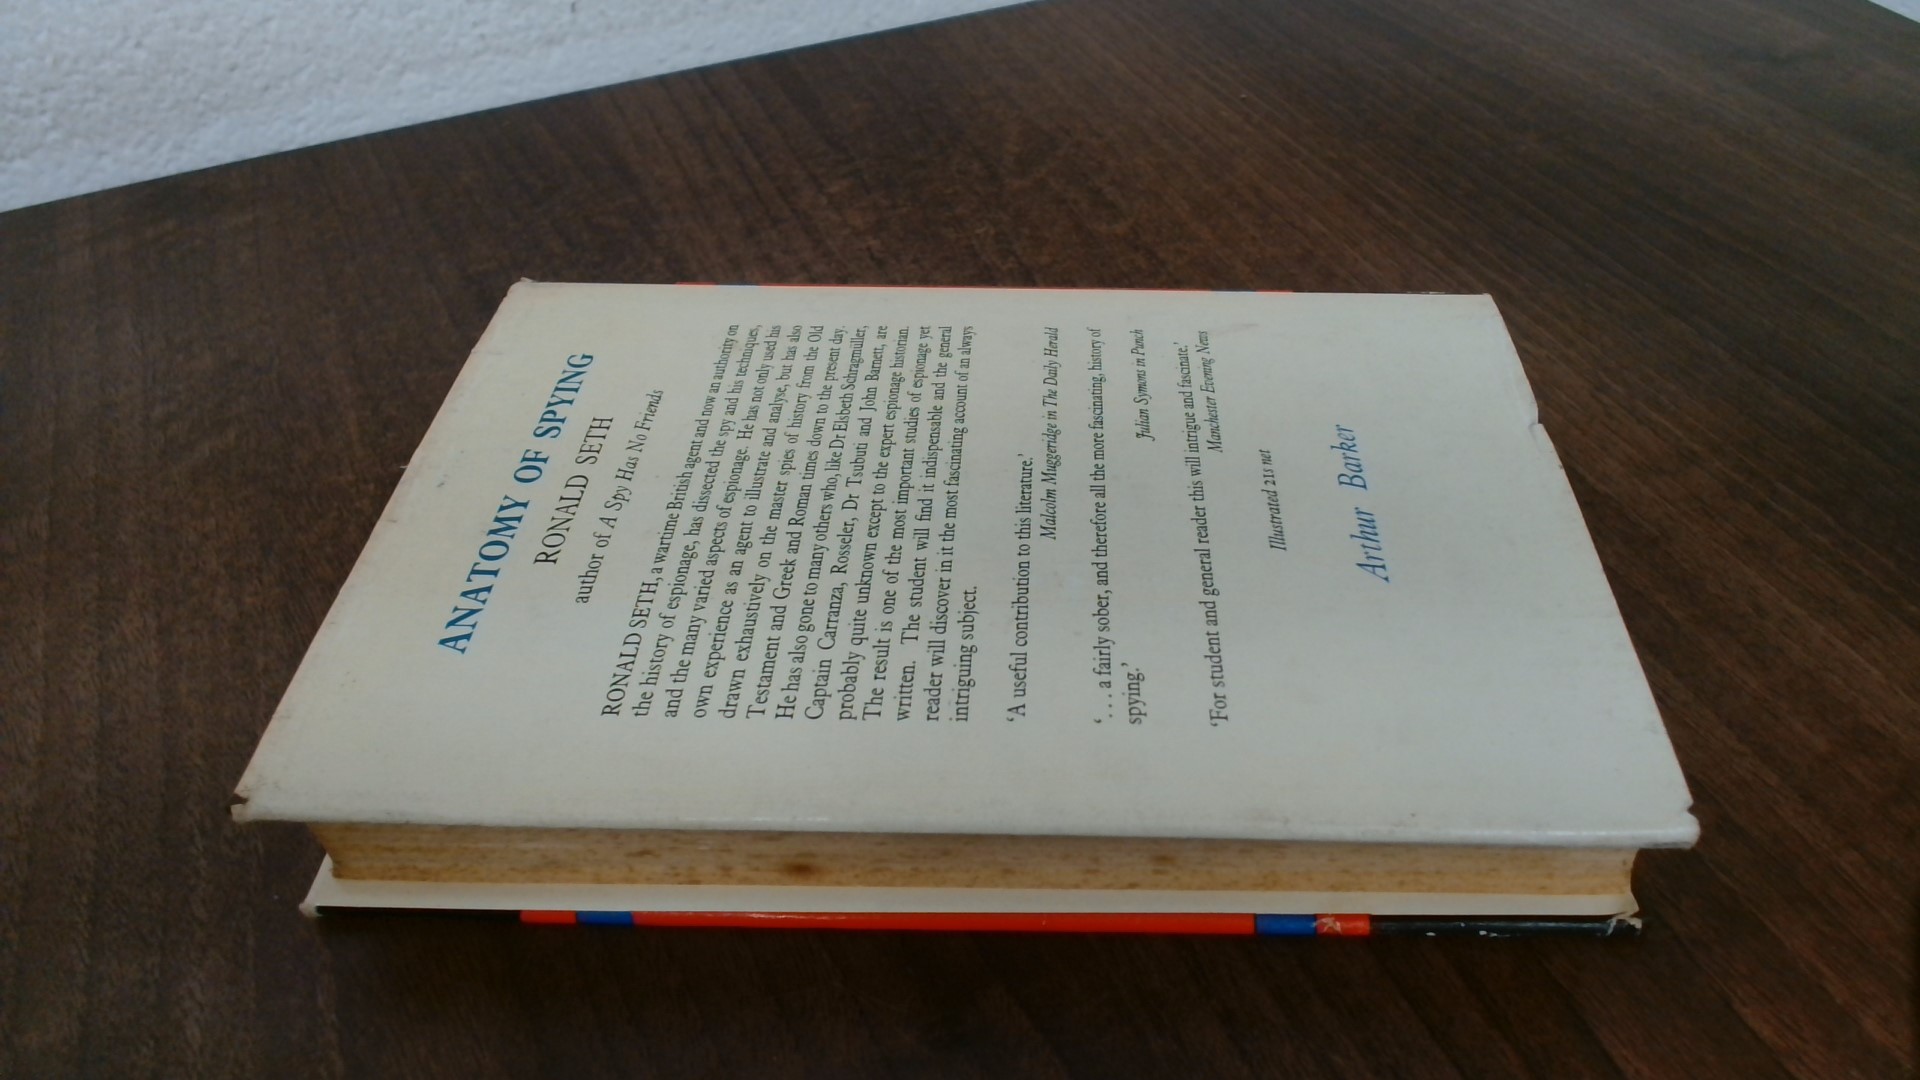 ANATOMY OF SPYING
RONALD SETH
author of A Spy Has No Friends
RONALD SETH, a wartime British agent and now an authority on
the history of espionage, has dissected the spy and his techniques,
and the many varied aspects of espionage. He has not only used his
own experience as an agent to illustrate and analyse, but has also
drawn exhaustively on the master spies of history from the Old
Testament and Greek and Roman times down to the present day.
He has also gone to many others who, like Dr Elsbeth Schragmüller,
Captain Carranza, Rosseler, Dr Tsubuti and John Barnett, are
probably quite unknown except to the expert espionage historian.
The result is one of the most important studies of espionage yet
written. The student will find it indispensable and the general
reader will discover in it the most fascinating account of an always
intriguing subject.
‘A useful contribution to this literature.’
Malcolm Muggeridge in The Daily Herald
‘. . . a fairly sober, and therefore all the more fascinating, history of
spying.’
Julian Symons in Punch
‘For student and general reader this will intrigue and fascinate.’
Manchester Evening News
Illustrated 21s net
Arthur Barker